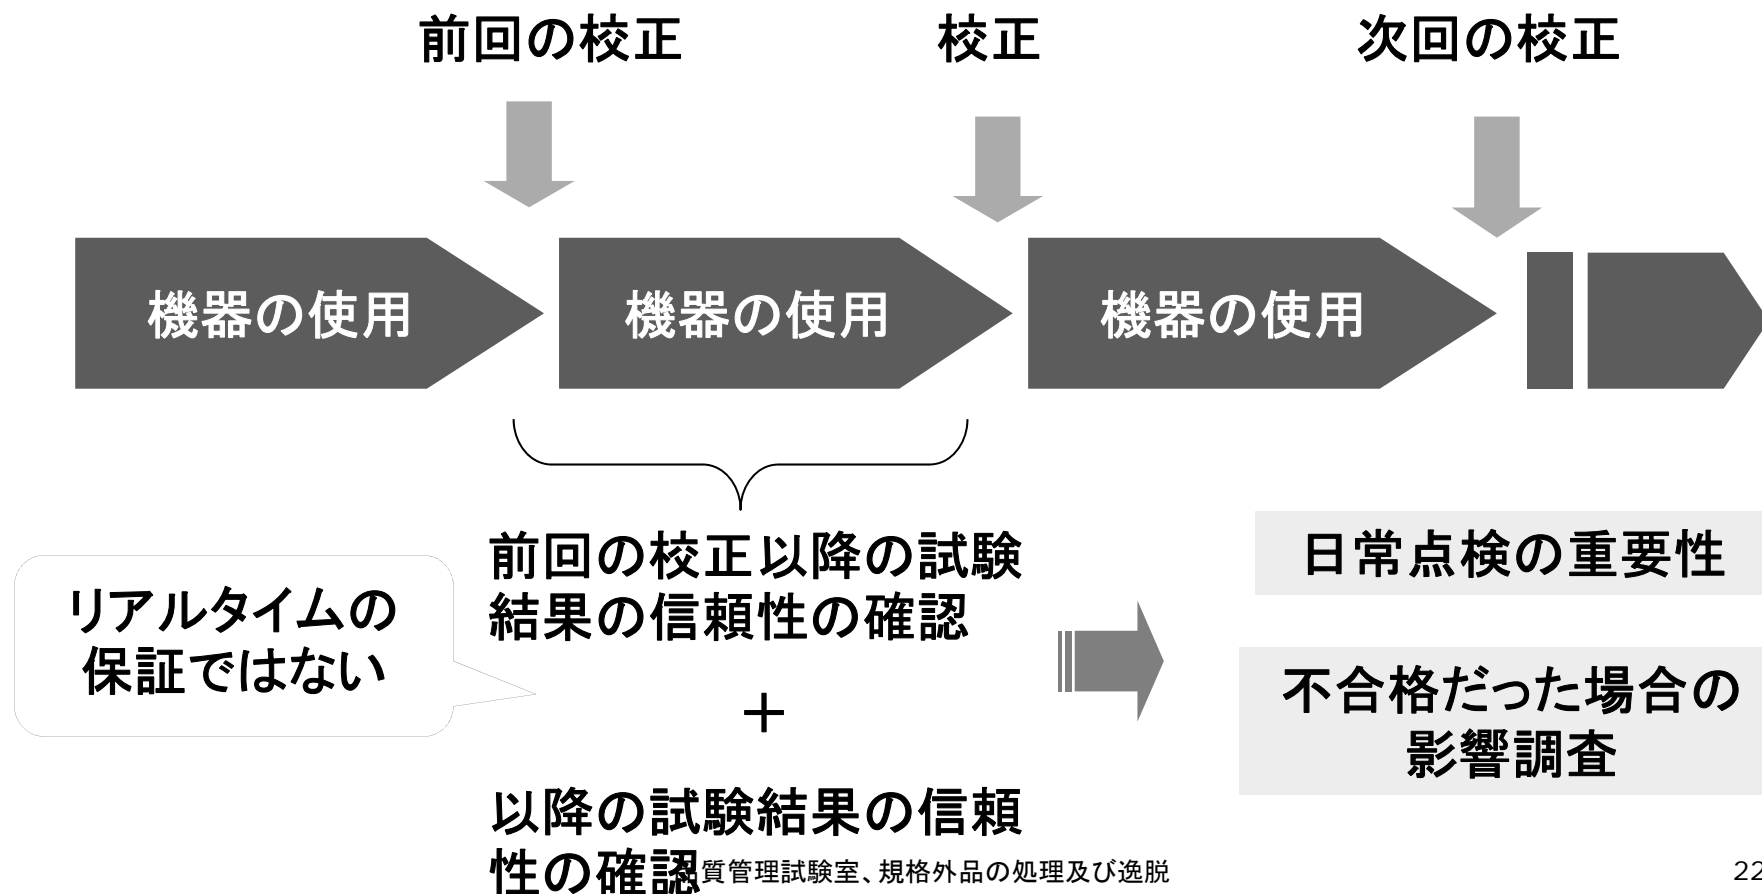 前回の校正
校正
次回の校正
機器の使用
機器の使用
機器の使用
前回の校正以降の試験
結果の信頼性の確認
リアルタイムの
保証ではない
+
以降の試験結果の信頼
性の確認
日常点検の重要性
不合格だった場合の
影響調査
質管理試験室、規格外品の処理及び逸脱
22